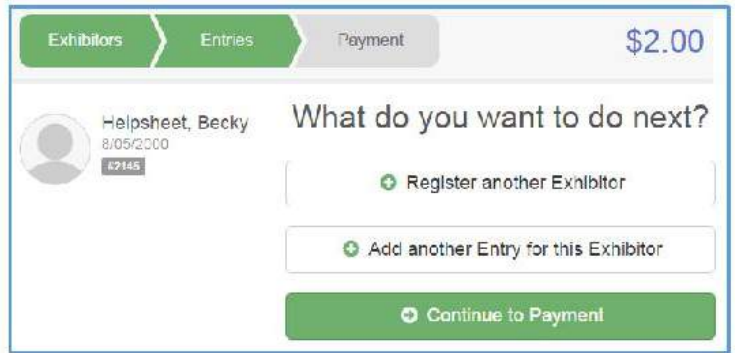 Exhibitors Entries Payment $2.00
What do you want to do next?
Helpsheet, Becky
8/05/2000
#2145
Register another Exhibitor
Add another Entry for this Exhibitor
Continue to Payment